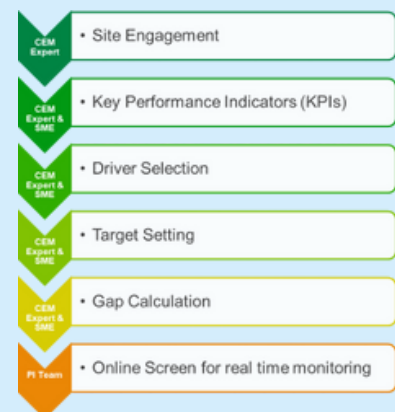 CEM
Expert
• Site Engagement
CEM
Expert &
SME
• Key Performance Indicators (KPIs)
CEM
Expert &
SME
• Driver Selection
CEM
Expert &
SME
• Target Setting
CEM
Expert &
SME
• Gap Calculation
PI Team
• Online Screen for real time monitoring